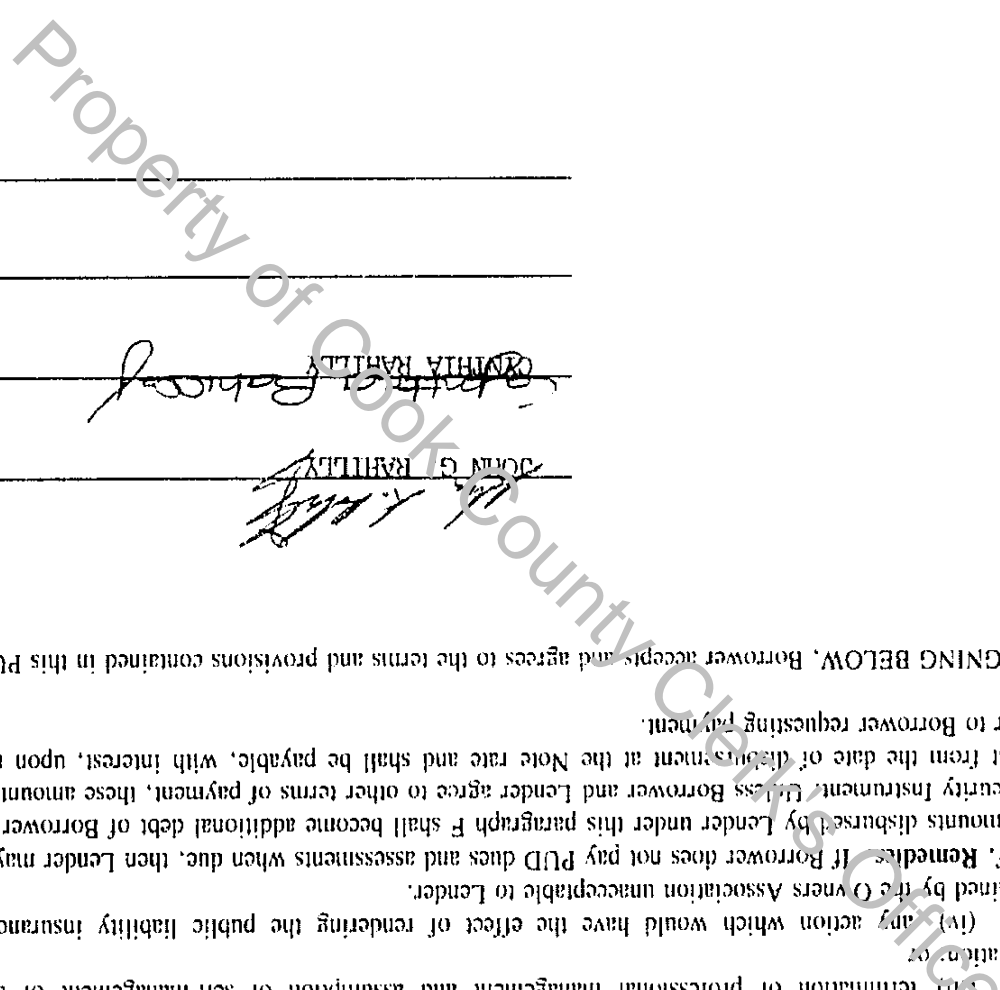 termination of professional management and assumption of self-management of
ation; or
(iv) any action which would have the effect of rendering the public liability insuranc
ained by the Owners Association unacceptable to Lender.
. Remedies. If Borrower does not pay PUD dues and assessments when due, then Lender may
mounts disbursed by Lender under this paragraph F shall become additional debt of Borrower
curity Instrument. Unless Borrower and Lender agree to other terms of payment, these amount
t from the date of disbursement at the Note rate and shall be payable, with interest, upon
r to Borrower requesting payment.
GNING BELOW, Borrower accepts and agrees to the terms and provisions contained in this PU
JOHN G RAHILLY
Cynthia Rahilly
CYNTHIA RAHILLY
Property of Cook County Clerk's Office